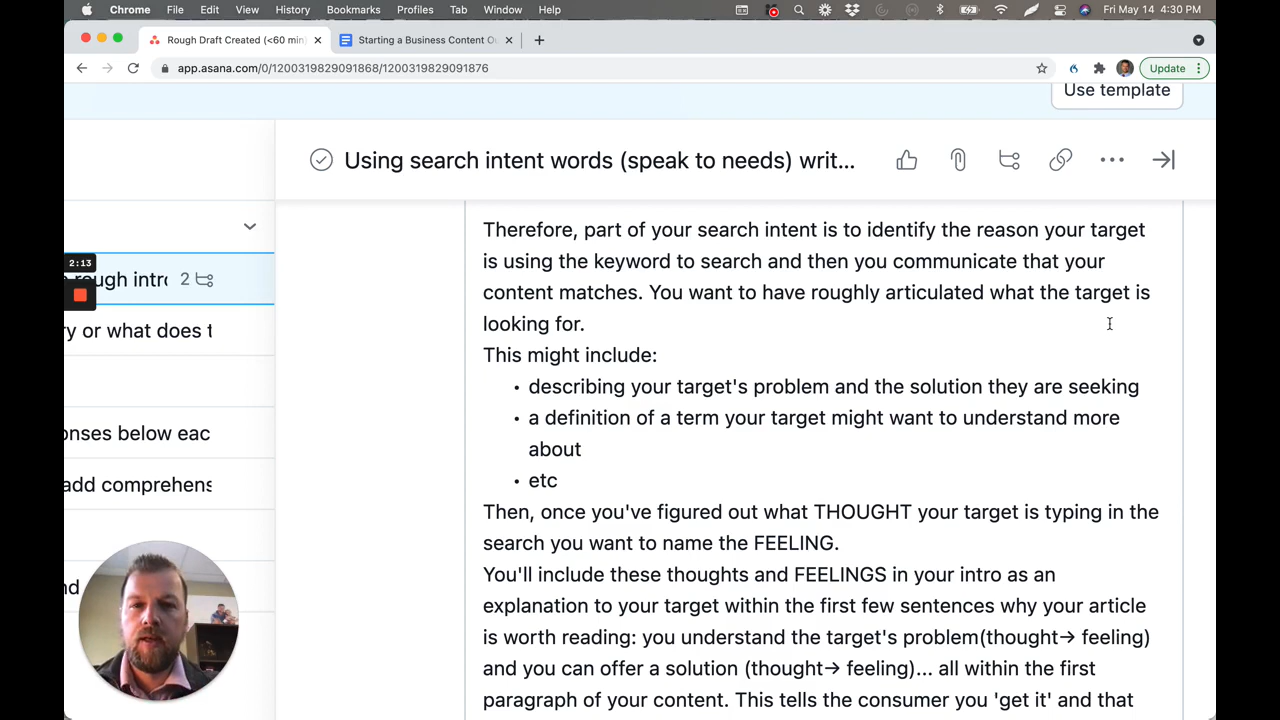 Chrome File Edit View History Bookmarks Profiles Tab Window Help Fri May 14 4:30 PM
Rough Draft Created (<60 min) Starting a Business Content Ou
app.asana.com/0/1200319829091868/1200319829091876 Update
Use template
Using search intent words (speak to needs) writ...
2:13
rough intro 2
ry or what does t
onses below eac
add comprehens
nd
Therefore, part of your search intent is to identify the reason your target
is using the keyword to search and then you communicate that your
content matches. You want to have roughly articulated what the target is
looking for.
This might include:
• describing your target's problem and the solution they are seeking
• a definition of a term your target might want to understand more
about
• etc
Then, once you've figured out what THOUGHT your target is typing in the
search you want to name the FEELING.
You'll include these thoughts and FEELINGS in your intro as an
explanation to your target within the first few sentences why your article
is worth reading: you understand the target's problem(thought→ feeling)
and you can offer a solution (thought→ feeling)... all within the first
paragraph of your content. This tells the consumer you 'get it' and that